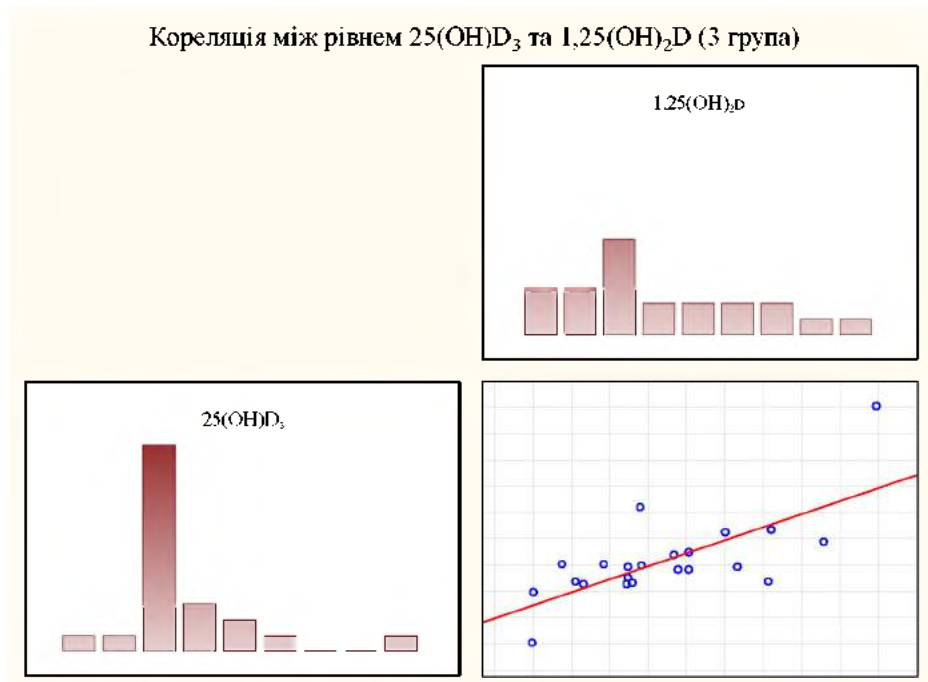 Кореляція між рівнем 25(OH)D₃ та 1,25(OH)₂D (3 група)
1.25(OH)₂D
25(OH)D₃